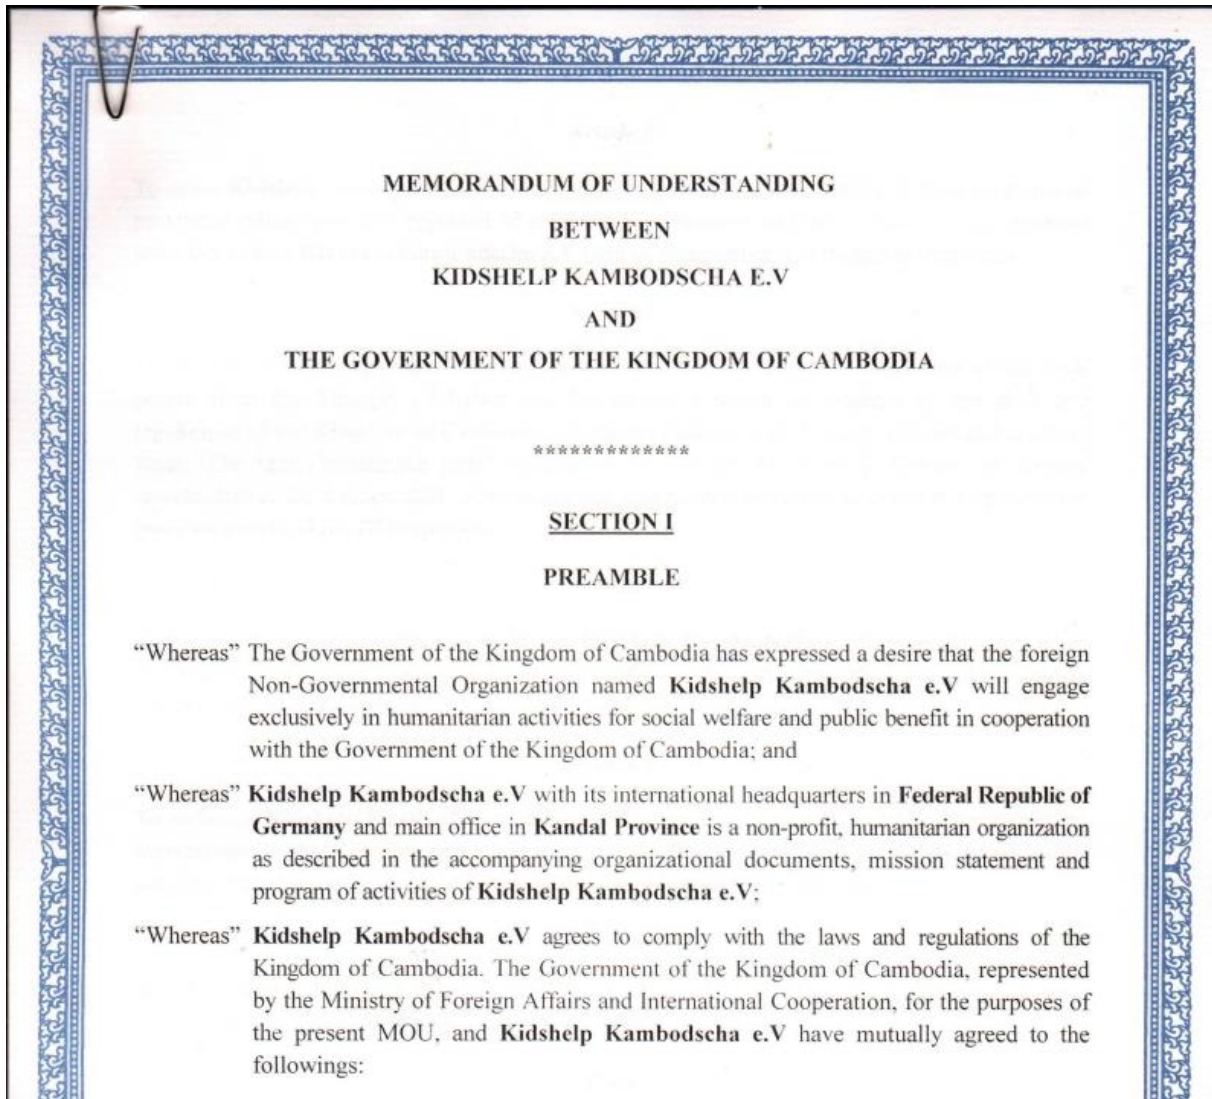 MEMORANDUM OF UNDERSTANDING
BETWEEN
KIDSHELP KAMBODSCHA E.V
AND
THE GOVERNMENT OF THE KINGDOM OF CAMBODIA
*************
SECTION I
PREAMBLE
“Whereas” The Government of the Kingdom of Cambodia has expressed a desire that the foreign
Non-Governmental Organization named Kidshelp Kambodscha e.V will engage
exclusively in humanitarian activities for social welfare and public benefit in cooperation
with the Government of the Kingdom of Cambodia; and
“Whereas” Kidshelp Kambodscha e.V with its international headquarters in Federal Republic of
Germany and main office in Kandal Province is a non-profit, humanitarian organization
as described in the accompanying organizational documents, mission statement and
program of activities of Kidshelp Kambodscha e.V;
“Whereas” Kidshelp Kambodscha e.V agrees to comply with the laws and regulations of the
Kingdom of Cambodia. The Government of the Kingdom of Cambodia, represented
by the Ministry of Foreign Affairs and International Cooperation, for the purposes of
the present MOU, and Kidshelp Kambodscha e.V have mutually agreed to the
followings: